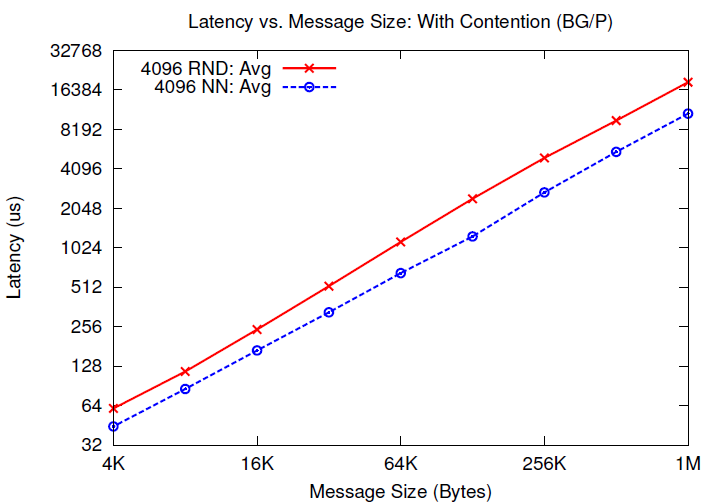 Latency vs. Message Size: With Contention (BG/P)
4096 RND: Avg
4096 NN: Avg
32768
16384
8192
4096
2048
1024
512
256
128
64
32
Latency (us)
4K 16K 64K 256K 1M
Message Size (Bytes)